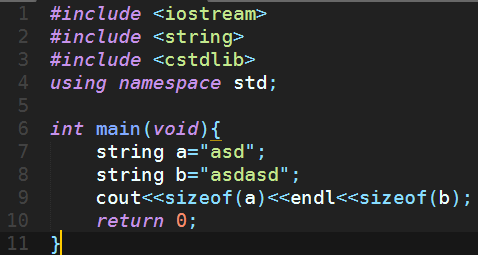 1 #include <iostream>
2 #include <string>
3 #include <cstdlib>
4 using namespace std;
5
6 int main(void){
7     string a="asd";
8     string b="asdasd";
9     cout<<sizeof(a)<<endl<<sizeof(b);
10     return 0;
11 }